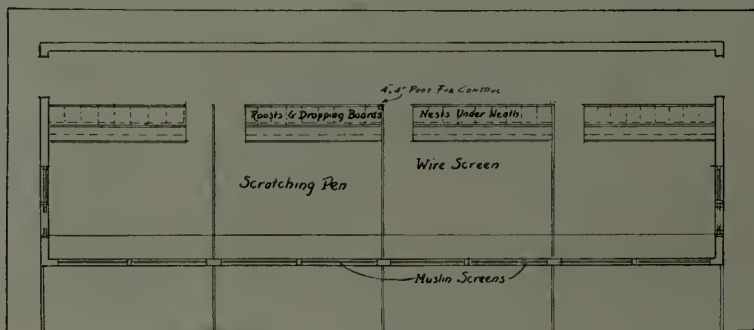 4"x4" Post For Control
Roosts & Dropping Boards
Nests Under Neath.
Scratching Pen
Wire Screen
Muslin Screens